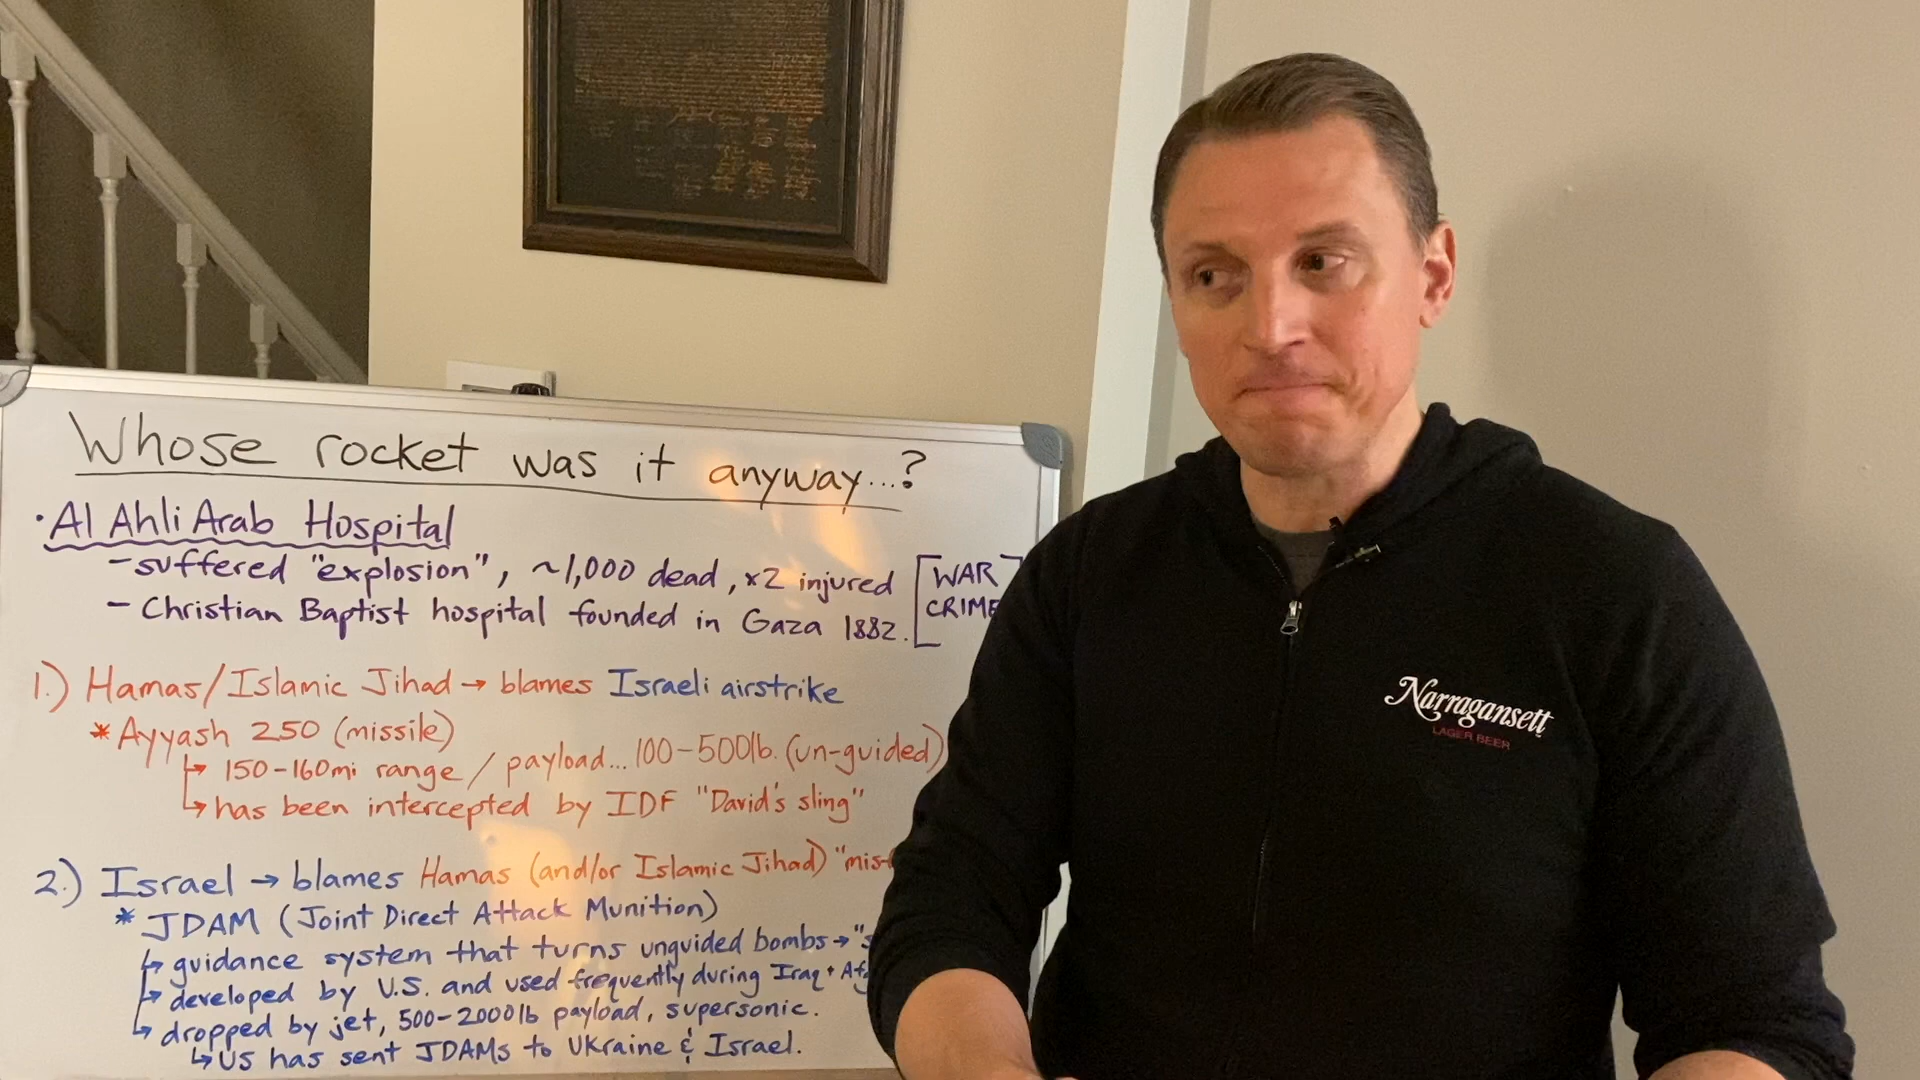 Whose rocket was it anyway...?
• Al Ahli Arab Hospital
- suffered "explosion", ~1,000 dead, x2 injured
- Christian Baptist hospital founded in Gaza 1882.
[WAR
CRIME
1.) Hamas/Islamic Jihad → blames Israeli airstrike
* Ayyash 250 (missile)
↳ 150-160mi range / payload... 100-500lb. (un-guided)
↳ has been intercepted by IDF "David's sling"
2.) Israel → blames Hamas (and/or Islamic Jihad)
* JDAM (Joint Direct Attack Munition)
↳ guidance system that turns unguided bombs →
↳ developed by U.S. and used frequently during Iraq +
↳ dropped by jet, 500-2000lb payload, supersonic.
↳ US has sent JDAMs to Ukraine & Israel.
Narragansett
LAGER BEER